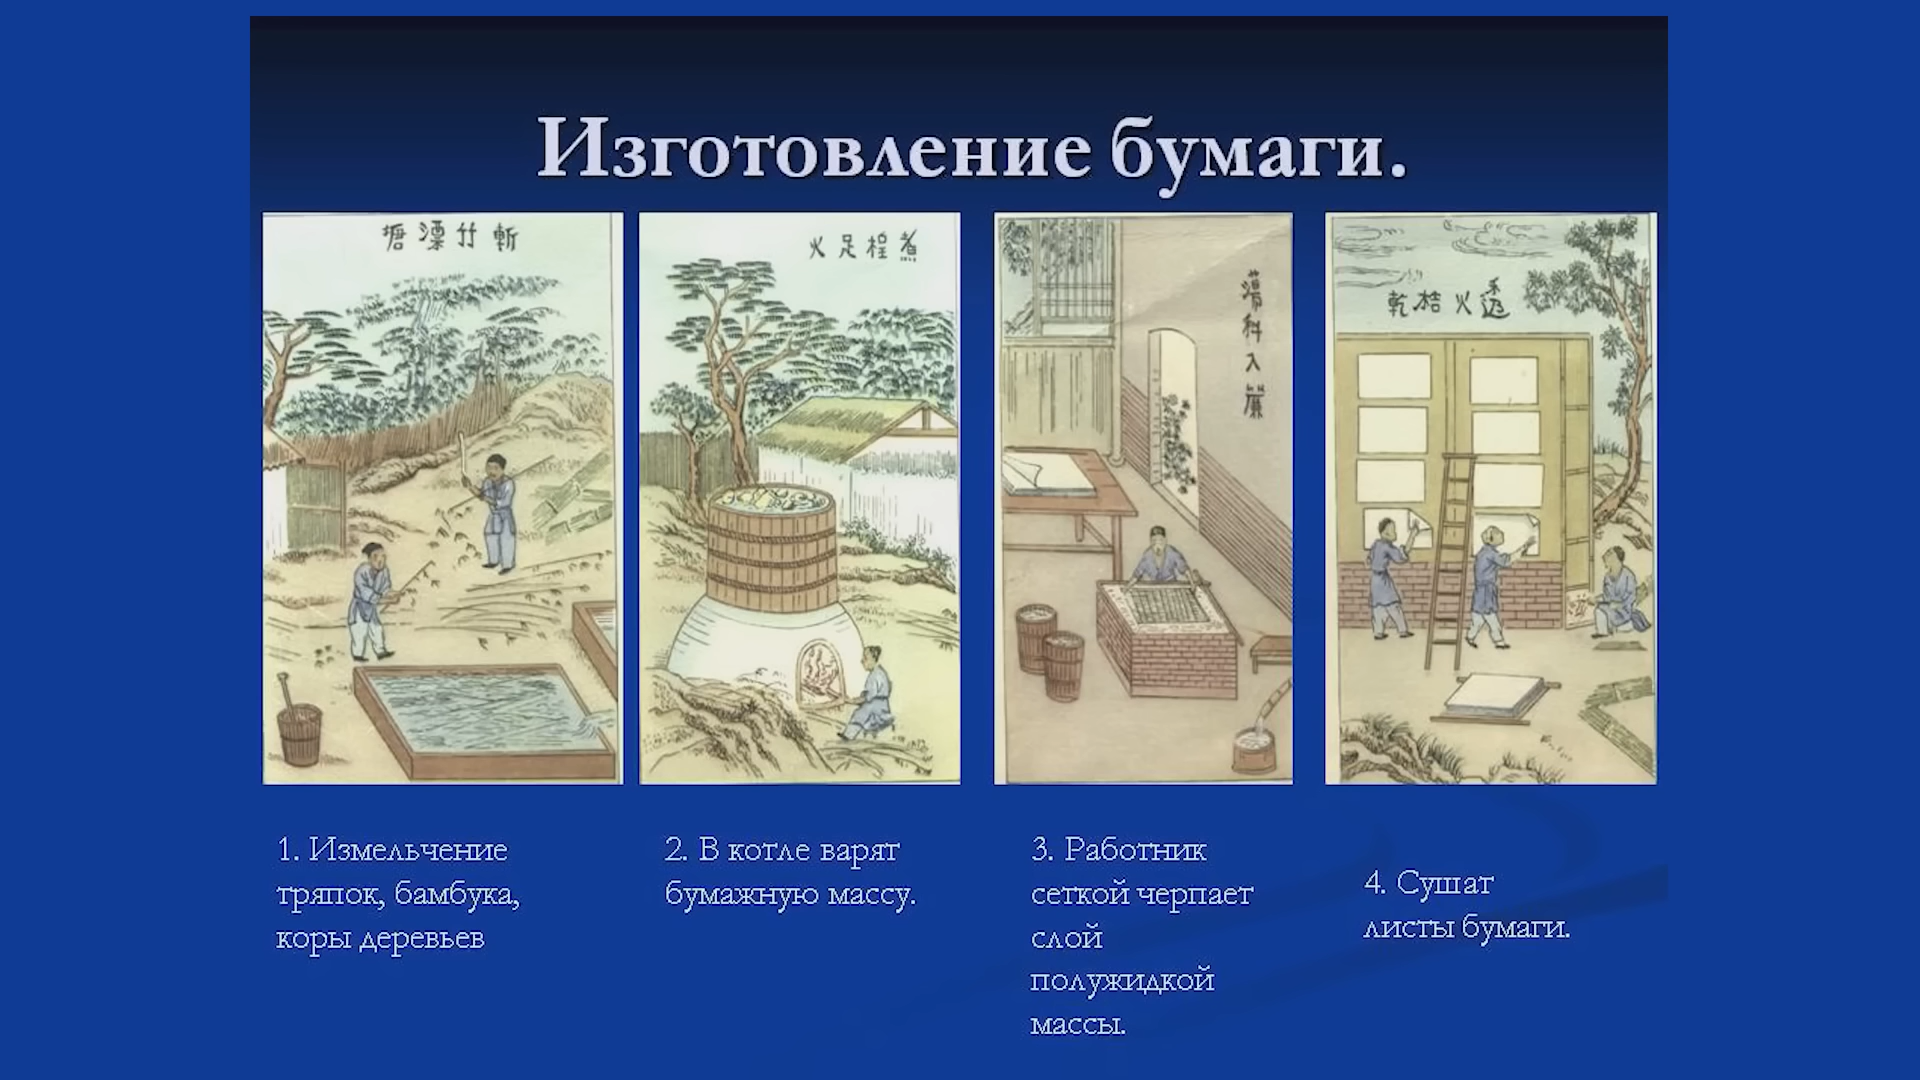 Изготовление бумаги.
塘漂竹斬
火足楻煮
蕩料入簾
乾焙火透
1. Измельчение
тряпок, бамбука,
коры деревьев
2. В котле варят
бумажную массу.
3. Работник
сеткой черпает
слой
полужидкой
массы.
4. Сушат
листы бумаги.